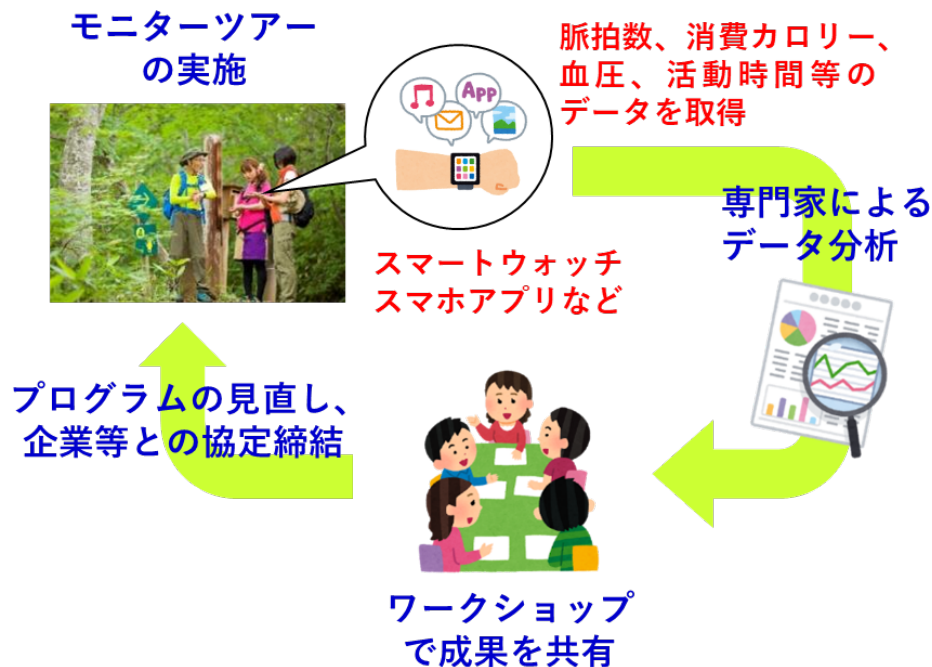 モニターツアー
の実施
脈拍数、消費カロリー、
血圧、活動時間等の
データを取得
App
スマートウォッチ
スマホアプリなど
専門家による
データ分析
プログラムの見直し、
企業等との協定締結
ワークショップ
で成果を共有